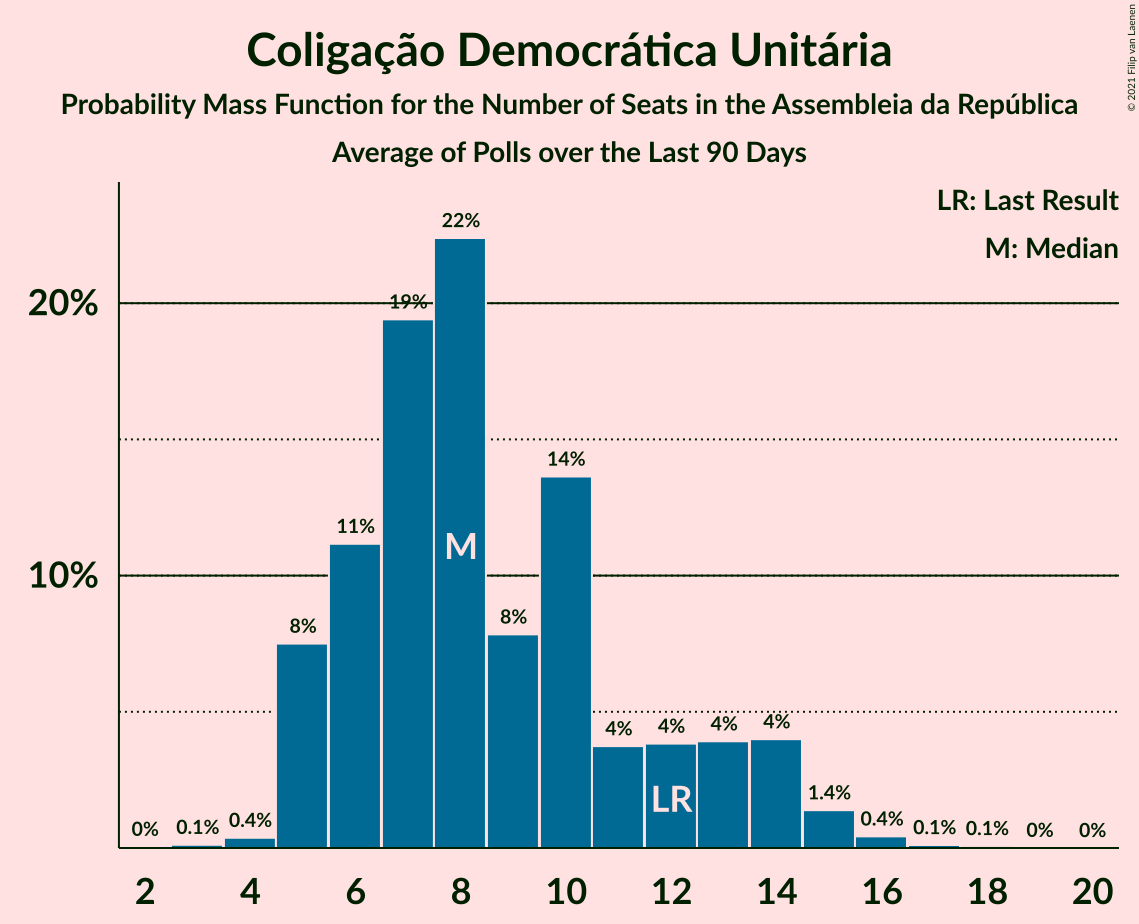 Coligação Democrática Unitária
Probability Mass Function for the Number of Seats in the Assembleia da República
Average of Polls over the Last 90 Days
© 2021 Filip van Laenen
LR: Last Result
M: Median
20%
10%
0%
0.1%
0.4%
8%
11%
19%
22%
8%
14%
4%
4%
4%
4%
1.4%
0.4%
0.1%
0.1%
0%
0%
M
LR
2 4 6 8 10 12 14 16 18 20